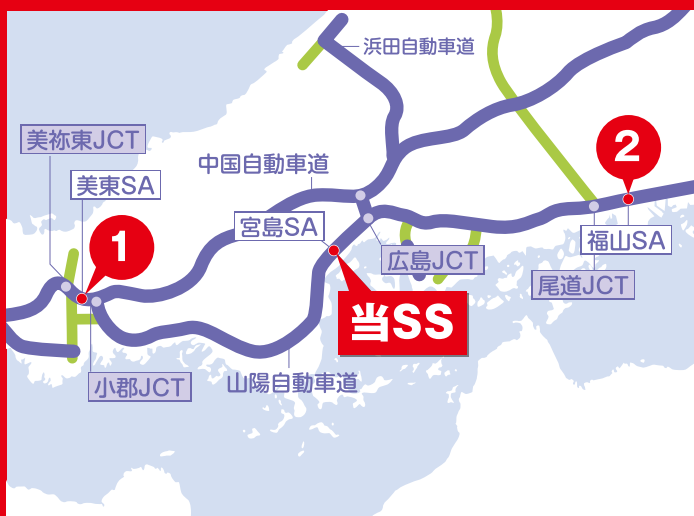 浜田自動車道
美祢東JCT
2
中国自動車道
美東SA
宮島SA
1
福山SA
広島JCT
尾道JCT
当SS
小郡JCT
山陽自動車道